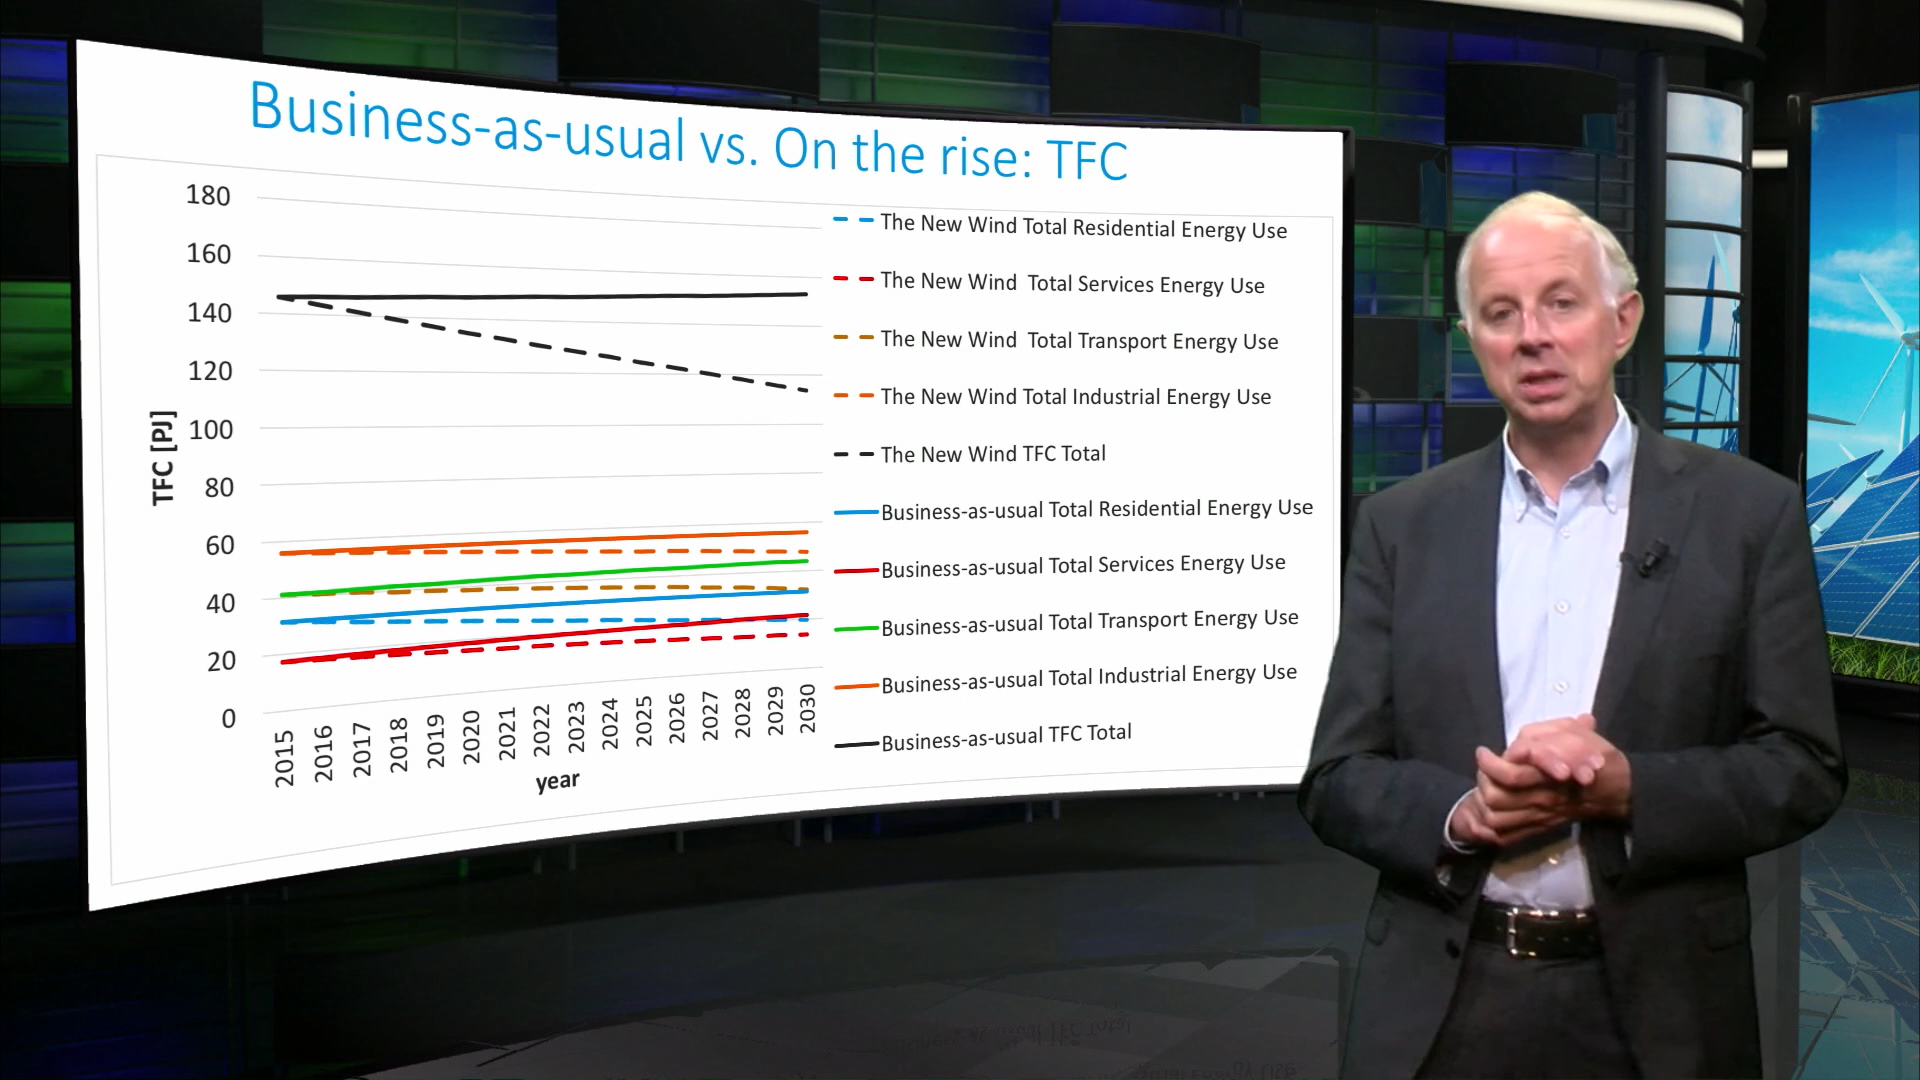 Business-as-usual vs. On the rise: TFC
180
160
140
120
100
80
60
40
20
0
TFC [PJ]
2015
2016
2017
2018
2019
2020
2021
2022
2023
2024
2025
2026
2027
2028
2029
2030
year
The New Wind Total Residential Energy Use
The New Wind Total Services Energy Use
The New Wind Total Transport Energy Use
The New Wind Total Industrial Energy Use
The New Wind TFC Total
Business-as-usual Total Residential Energy Use
Business-as-usual Total Services Energy Use
Business-as-usual Total Transport Energy Use
Business-as-usual Total Industrial Energy Use
Business-as-usual TFC Total